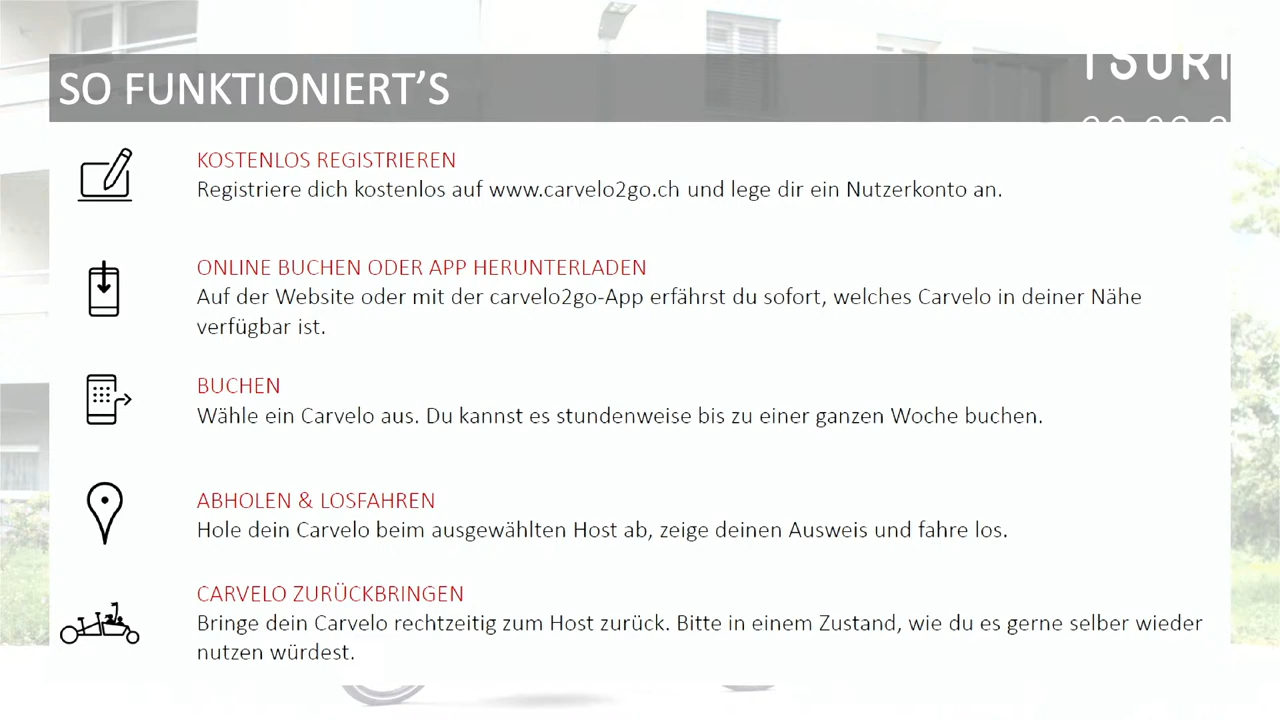 SO FUNKTIONIERT'S
KOSTENLOS REGISTRIEREN
Registriere dich kostenlos auf www.carvelo2go.ch und lege dir ein Nutzerkonto an.
ONLINE BUCHEN ODER APP HERUNTERLADEN
Auf der Website oder mit der carvelo2go-App erfährst du sofort, welches Carvelo in deiner Nähe
verfügbar ist.
BUCHEN
Wähle ein Carvelo aus. Du kannst es stundenweise bis zu einer ganzen Woche buchen.
ABHOLEN & LOSFAHREN
Hole dein Carvelo beim ausgewählten Host ab, zeige deinen Ausweis und fahre los.
CARVELO ZURÜCKBRINGEN
Bringe dein Carvelo rechtzeitig zum Host zurück. Bitte in einem Zustand, wie du es gerne selber wieder
nutzen würdest.